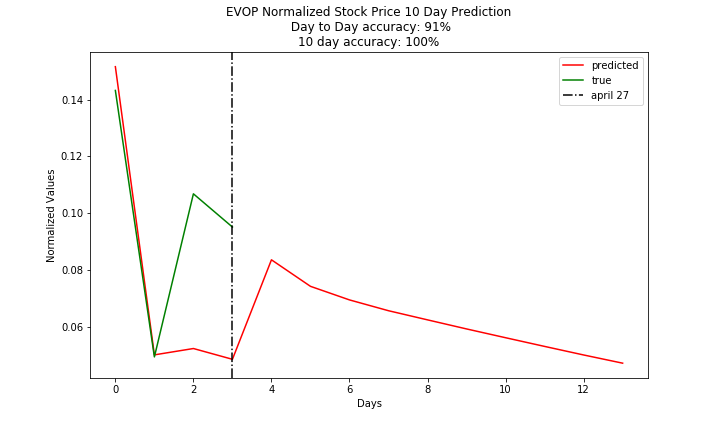 EVOP Normalized Stock Price 10 Day Prediction
Day to Day accuracy: 91%
10 day accuracy: 100%
predicted
true
april 27
0.14
0.12
0.10
0.08
0.06
Normalized Values
0 2 4 6 8 10 12
Days